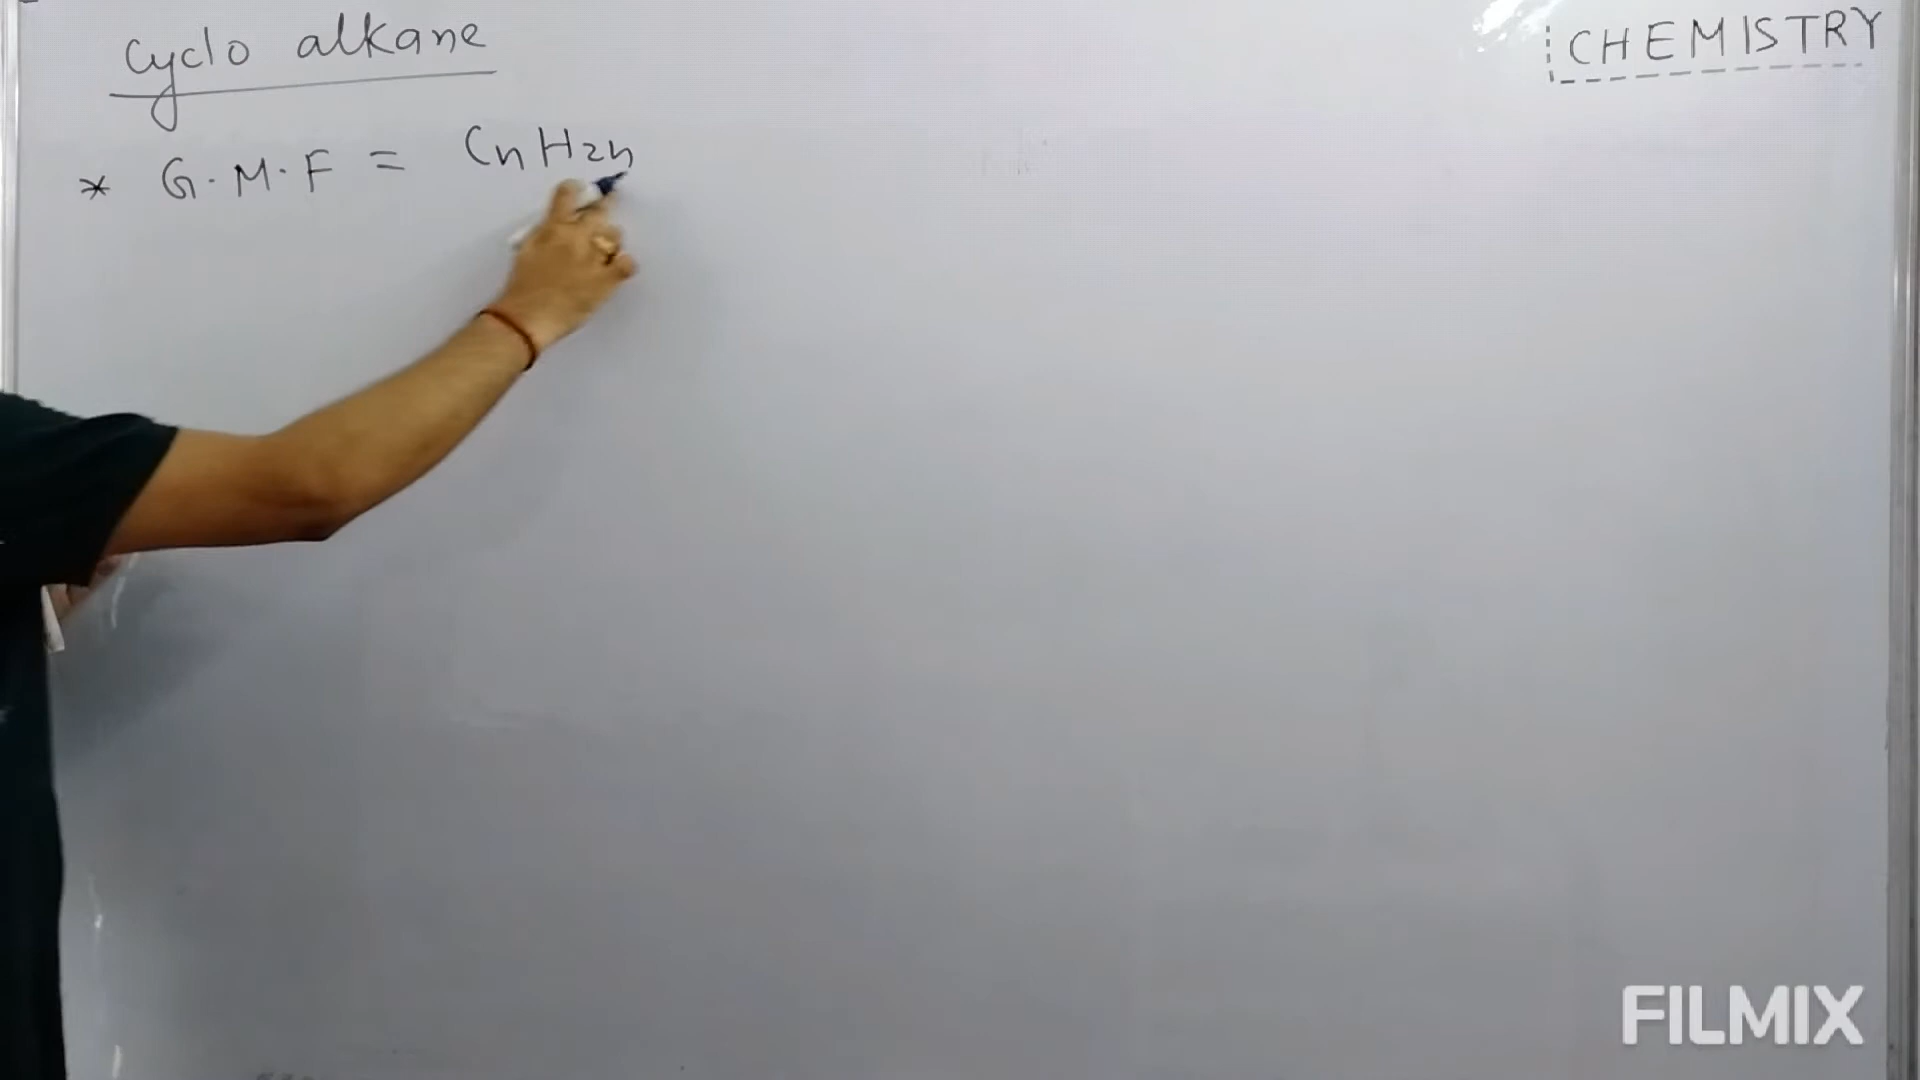 Cyclo alkane
CHEMISTRY
* G.M.F = CnH2n
FILMIX